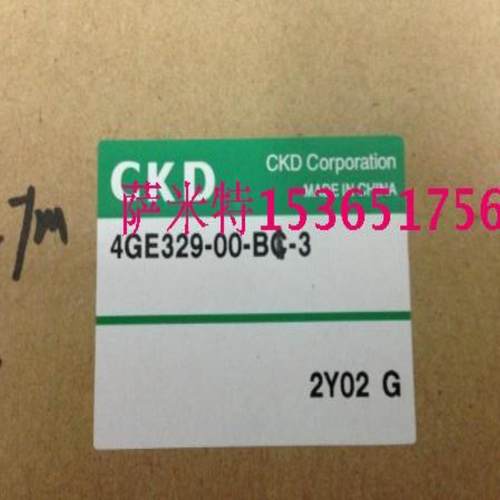 CKD
CKD Corporation
MADE IN CHINA
萨米特153651756
4GE329-00-B -3
2Y02 G
7m